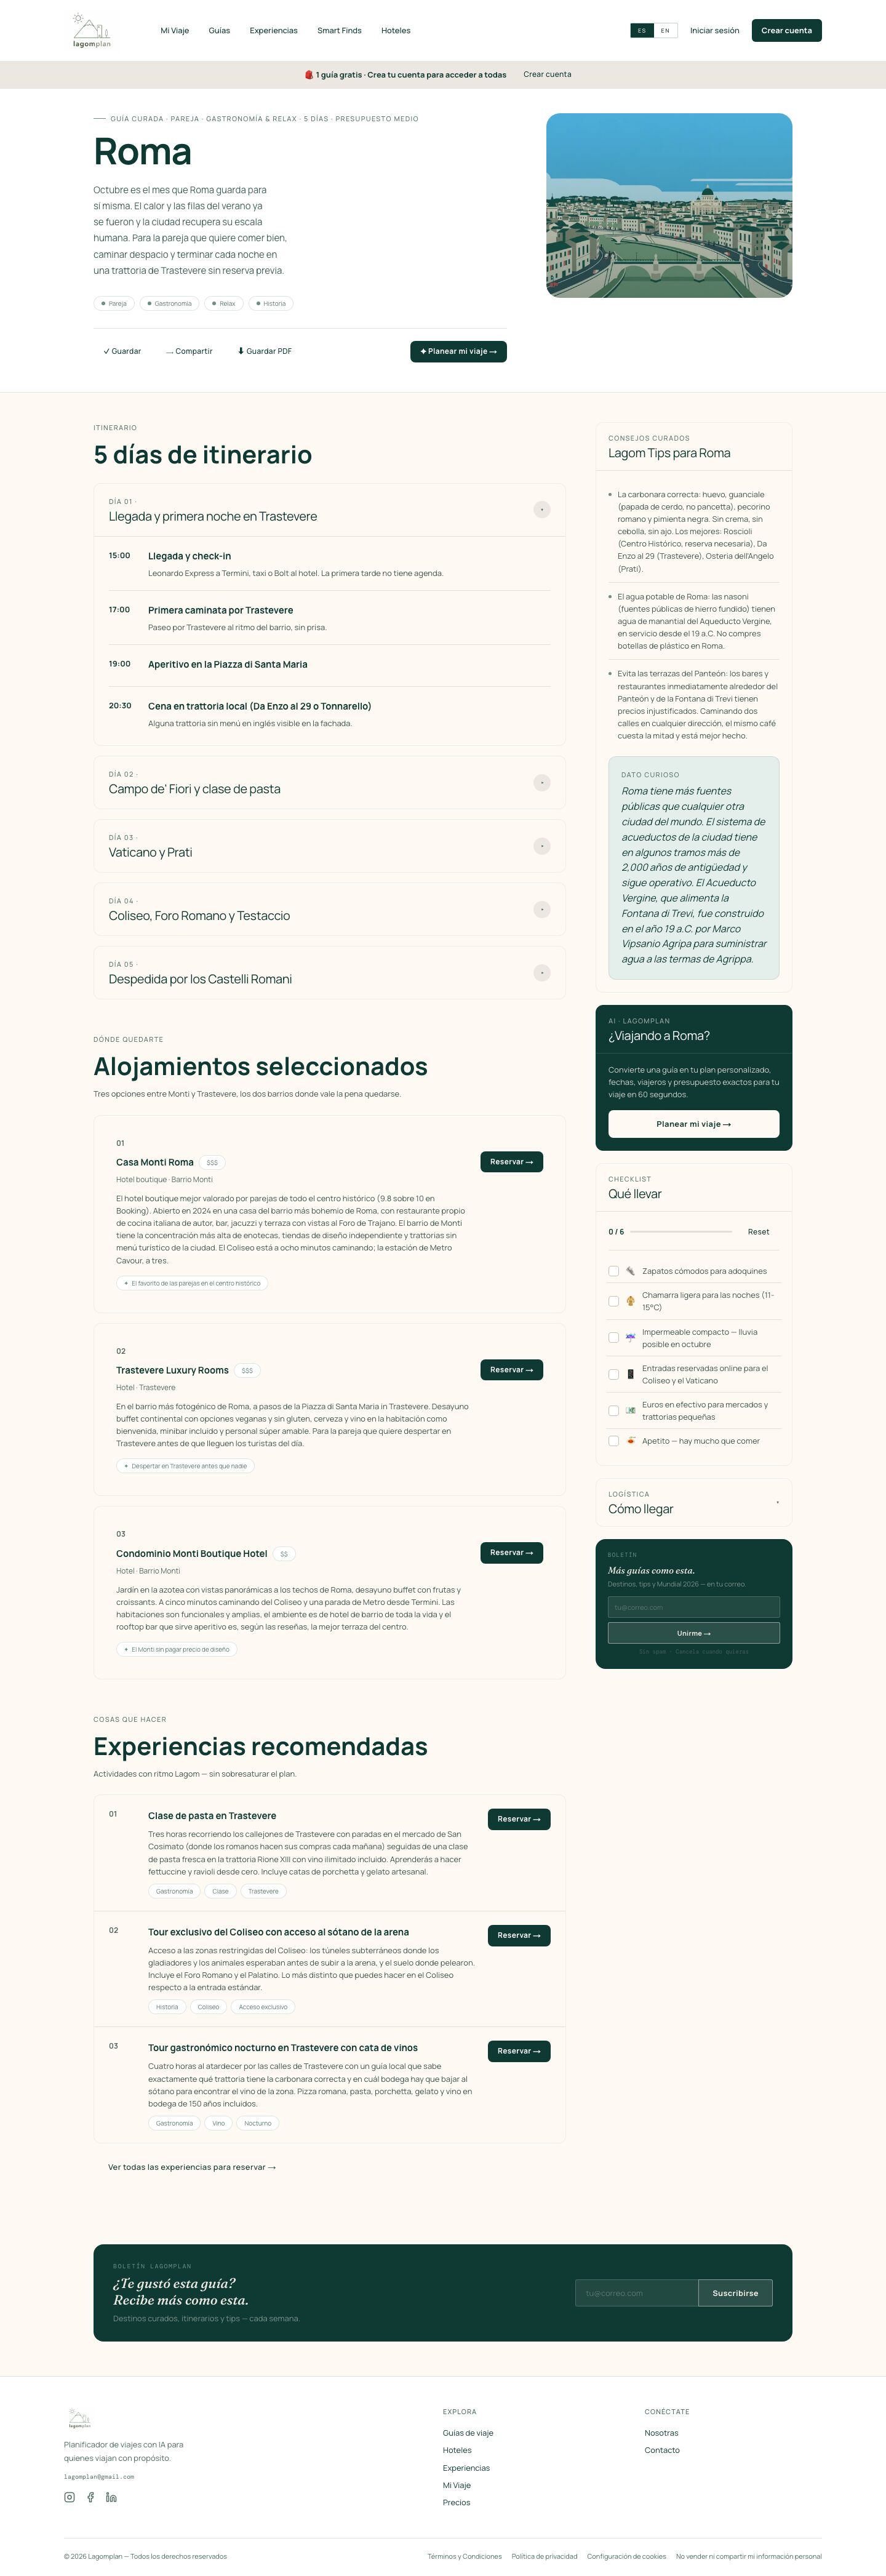 lagomplan
Mi Viaje
Guías
Experiencias
Smart Finds
Hoteles
ES
EN
Iniciar sesión
Crear cuenta
1 guía gratis · Crea tu cuenta para acceder a todas
Crear cuenta
GUÍA CURADA · PAREJA · GASTRONOMÍA & RELAX · 5 DÍAS · PRESUPUESTO MEDIO
Roma
Octubre es el mes que Roma guarda para
sí misma. El calor y las filas del verano ya
se fueron y la ciudad recupera su escala
humana. Para la pareja que quiere comer bien,
caminar despacio y terminar cada noche en
una trattoria de Trastevere sin reserva previa.
Pareja
Gastronomía
Relax
Historia
✓ Guardar
Compartir
⬇ Guardar PDF
✦ Planear mi viaje →
ITINERARIO
5 días de itinerario
DÍA 01 ·
Llegada y primera noche en Trastevere
15:00
Llegada y check-in
Leonardo Express a Termini, taxi o Bolt al hotel. La primera tarde no tiene agenda.
17:00
Primera caminata por Trastevere
Paseo por Trastevere al ritmo del barrio, sin prisa.
19:00
Aperitivo en la Piazza di Santa Maria
20:30
Cena en trattoria local (Da Enzo al 29 o Tonnarello)
Alguna trattoria sin menú en inglés visible en la fachada.
DÍA 02 ·
Campo de' Fiori y clase de pasta
DÍA 03 ·
Vaticano y Prati
DÍA 04 ·
Coliseo, Foro Romano y Testaccio
DÍA 05 ·
Despedida por los Castelli Romani
DÓNDE QUEDARTE
Alojamientos seleccionados
Tres opciones entre Monti y Trastevere, los dos barrios donde vale la pena quedarse.
01
Casa Monti Roma
$$$
Reservar →
Hotel boutique · Barrio Monti
El hotel boutique mejor valorado por parejas de todo el centro histórico (9.8 sobre 10 en
Booking). Abierto en 2024 en una casa del barrio más bohemio de Roma, con restaurante propio
de cocina italiana de autor, bar, jacuzzi y terraza con vistas al Foro de Trajano. El barrio de Monti
tiene la concentración más alta de enotecas, tiendas de diseño independiente y trattorias sin
menú turístico de la ciudad. El Coliseo está a ocho minutos caminando; la estación de Metro
Cavour, a tres.
✦ El favorito de las parejas en el centro histórico
02
Trastevere Luxury Rooms
$$$
Reservar →
Hotel · Trastevere
En el barrio más fotogénico de Roma, a pasos de la Piazza di Santa Maria in Trastevere. Desayuno
buffet continental con opciones veganas y sin gluten, cerveza y vino en la habitación como
bienvenida, minibar incluido y personal súper amable. Para la pareja que quiere despertar en
Trastevere antes de que lleguen los turistas del día.
✦ Despertar en Trastevere antes que nadie
03
Condominio Monti Boutique Hotel
$$
Reservar →
Hotel · Barrio Monti
Jardín en la azotea con vistas panorámicas a los techos de Roma, desayuno buffet con frutas y
croissants. A cinco minutos caminando del Coliseo y una parada de Metro desde Termini. Las
habitaciones son funcionales y amplias, el ambiente es de hotel de barrio de toda la vida y el
rooftop bar que sirve aperitivo es, según las reseñas, la mejor terraza del centro.
✦ El Monti sin pagar precio de diseño
COSAS QUE HACER
Experiencias recomendadas
Actividades con ritmo Lagom — sin sobresaturar el plan.
01
Clase de pasta en Trastevere
Reservar →
Tres horas recorriendo los callejones de Trastevere con paradas en el mercado de San
Cosimato (donde los romanos hacen sus compras cada mañana) seguidas de una clase
de pasta fresca en la trattoria Rione XIII con vino ilimitado incluido. Aprenderás a hacer
fettuccine y ravioli desde cero. Incluye catas de porchetta y gelato artesanal.
Gastronomía
Clase
Trastevere
02
Tour exclusivo del Coliseo con acceso al sótano de la arena
Reservar →
Acceso a las zonas restringidas del Coliseo: los túneles subterráneos donde los
gladiadores y los animales esperaban antes de subir a la arena, y el suelo donde pelearon.
Incluye el Foro Romano y el Palatino. Lo más distinto que puedes hacer en el Coliseo
respecto a la entrada estándar.
Historia
Coliseo
Acceso exclusivo
03
Tour gastronómico nocturno en Trastevere con cata de vinos
Reservar →
Cuatro horas al atardecer por las calles de Trastevere con un guía local que sabe
exactamente qué trattoria tiene la carbonara correcta y en cuál bodega hay que bajar al
sótano para encontrar el vino de la zona. Pizza romana, pasta, porchetta, gelato y vino en
bodega de 150 años incluidos.
Gastronomía
Vino
Nocturno
Ver todas las experiencias para reservar →
CONSEJOS CURADOS
Lagom Tips para Roma
La carbonara correcta: huevo, guanciale
(papada de cerdo, no pancetta), pecorino
romano y pimienta negra. Sin crema, sin
cebolla, sin ajo. Los mejores: Roscioli
(Centro Histórico, reserva necesaria), Da
Enzo al 29 (Trastevere), Osteria dell'Angelo
(Prati).
El agua potable de Roma: las nasoni
(fuentes públicas de hierro fundido) tienen
agua de manantial del Aqueducto Vergine,
en servicio desde el 19 a.C. No compres
botellas de plástico en Roma.
Evita las terrazas del Panteón: los bares y
restaurantes inmediatamente alrededor del
Panteón y de la Fontana di Trevi tienen
precios injustificados. Caminando dos
calles en cualquier dirección, el mismo café
cuesta la mitad y está mejor hecho.
DATO CURIOSO
Roma tiene más fuentes
públicas que cualquier otra
ciudad del mundo. El sistema de
acueductos de la ciudad tiene
en algunos tramos más de
2,000 años de antigüedad y
sigue operativo. El Acueducto
Vergine, que alimenta la
Fontana di Trevi, fue construido
en el año 19 a.C. por Marco
Vipsanio Agripa para suministrar
agua a las termas de Agrippa.
AI · LAGOMPLAN
¿Viajando a Roma?
Convierte una guía en tu plan personalizado,
fechas, viajeros y presupuesto exactos para tu
viaje en 60 segundos.
Planear mi viaje →
CHECKLIST
Qué llevar
0 / 6
Reset
Zapatos cómodos para adoquines
Chamarra ligera para las noches (11-
15°C)
Impermeable compacto — lluvia
posible en octubre
Entradas reservadas online para el
Coliseo y el Vaticano
Euros en efectivo para mercados y
trattorias pequeñas
Apetito — hay mucho que comer
LOGÍSTICA
Cómo llegar
BOLETÍN
Más guías como esta.
Destinos, tips y Mundial 2026 — en tu correo.
tu@correo.com
Unirme →
Sin spam · Cancela cuando quieras
BOLETÍN LAGOMPLAN
¿Te gustó esta guía?
Recibe más como esta.
Destinos curados, itinerarios y tips — cada semana.
tu@correo.com
Suscribirse
lagomplan
Planificador de viajes con IA para
quienes viajan con propósito.
lagomplan@gmail.com
EXPLORA
Guías de viaje
Hoteles
Experiencias
Mi Viaje
Precios
CONÉCTATE
Nosotras
Contacto
© 2026 Lagomplan — Todos los derechos reservados
Términos y Condiciones
Política de privacidad
Configuración de cookies
No vender ni compartir mi información personal